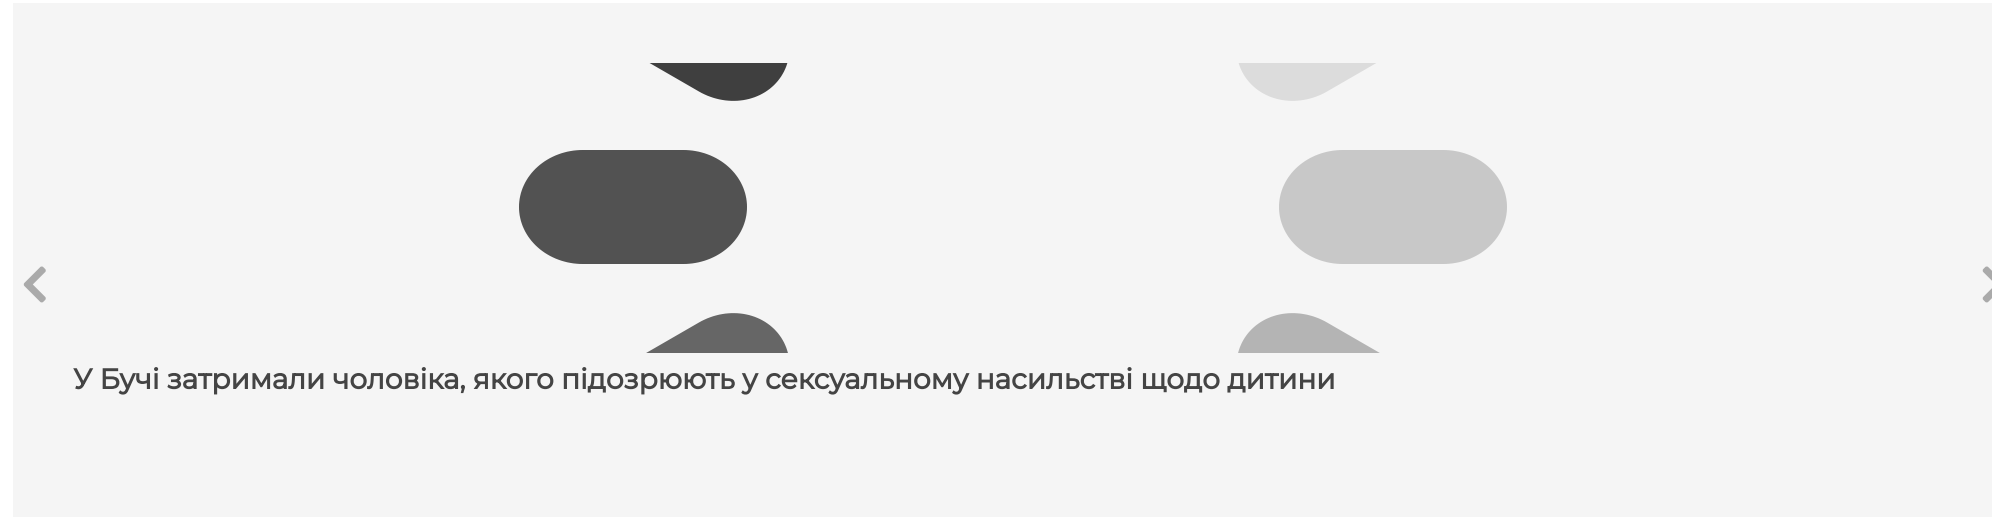 У Бучі затримали чоловіка, якого підозрюють у сексуальному насильстві щодо дитини